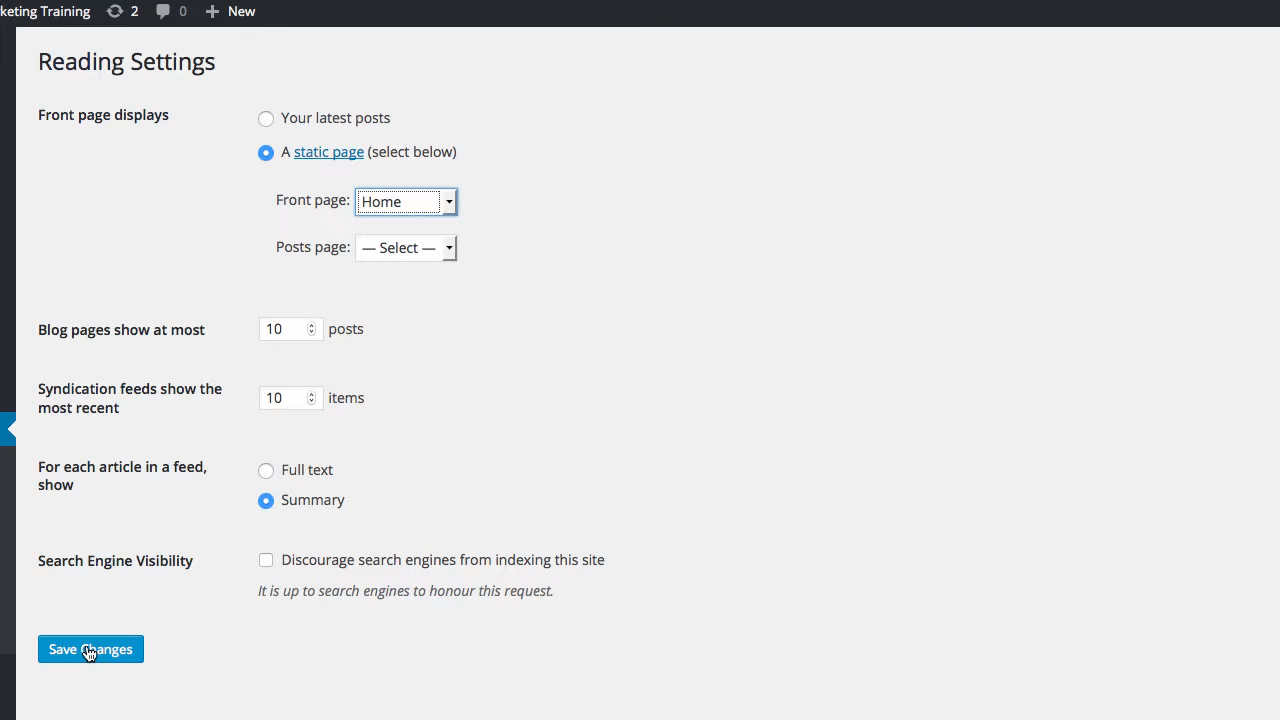 keting Training 2 0 New
Reading Settings
Front page displays
Your latest posts
A static page (select below)
Front page: Home
Posts page: — Select —
Blog pages show at most 10 posts
Syndication feeds show the
most recent
10 items
For each article in a feed,
show
Full text
Summary
Search Engine Visibility
Discourage search engines from indexing this site
It is up to search engines to honour this request.
Save Changes